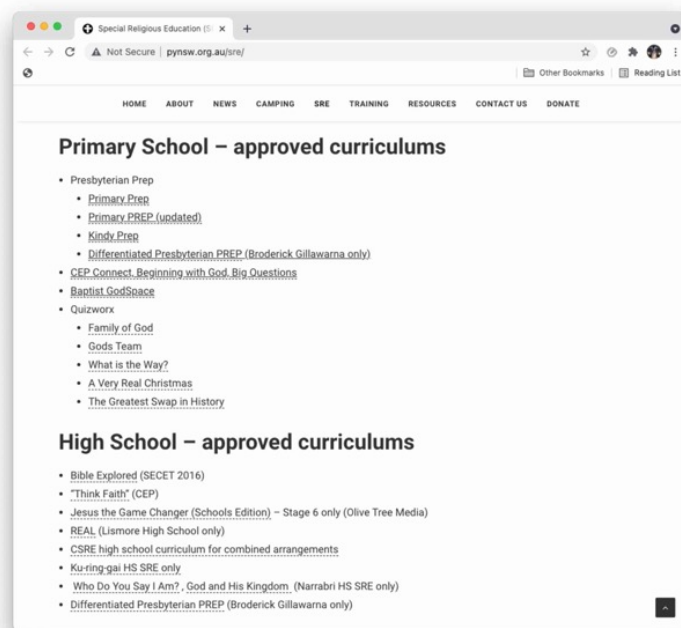 Special Religious Education (S
Not Secure | pynsw.org.au/sre/
Other Bookmarks
Reading List
HOME ABOUT NEWS CAMPING SRE TRAINING RESOURCES CONTACT US DONATE
Primary School – approved curriculums
• Presbyterian Prep
• Primary Prep
• Primary PREP (updated)
• Kindy Prep
• Differentiated Presbyterian PREP (Broderick Gillawarna only)
• CEP Connect, Beginning with God, Big Questions
• Baptist GodSpace
• Quizworx
• Family of God
• Gods Team
• What is the Way?
• A Very Real Christmas
• The Greatest Swap in History
High School – approved curriculums
• Bible Explored (SECET 2016)
• "Think Faith" (CEP)
• Jesus the Game Changer (Schools Edition) – Stage 6 only (Olive Tree Media)
• REAL (Lismore High School only)
• CSRE high school curriculum for combined arrangements
• Ku-ring-gai HS SRE only
• Who Do You Say I Am? , God and His Kingdom (Narrabri HS SRE only)
• Differentiated Presbyterian PREP (Broderick Gillawarna only)